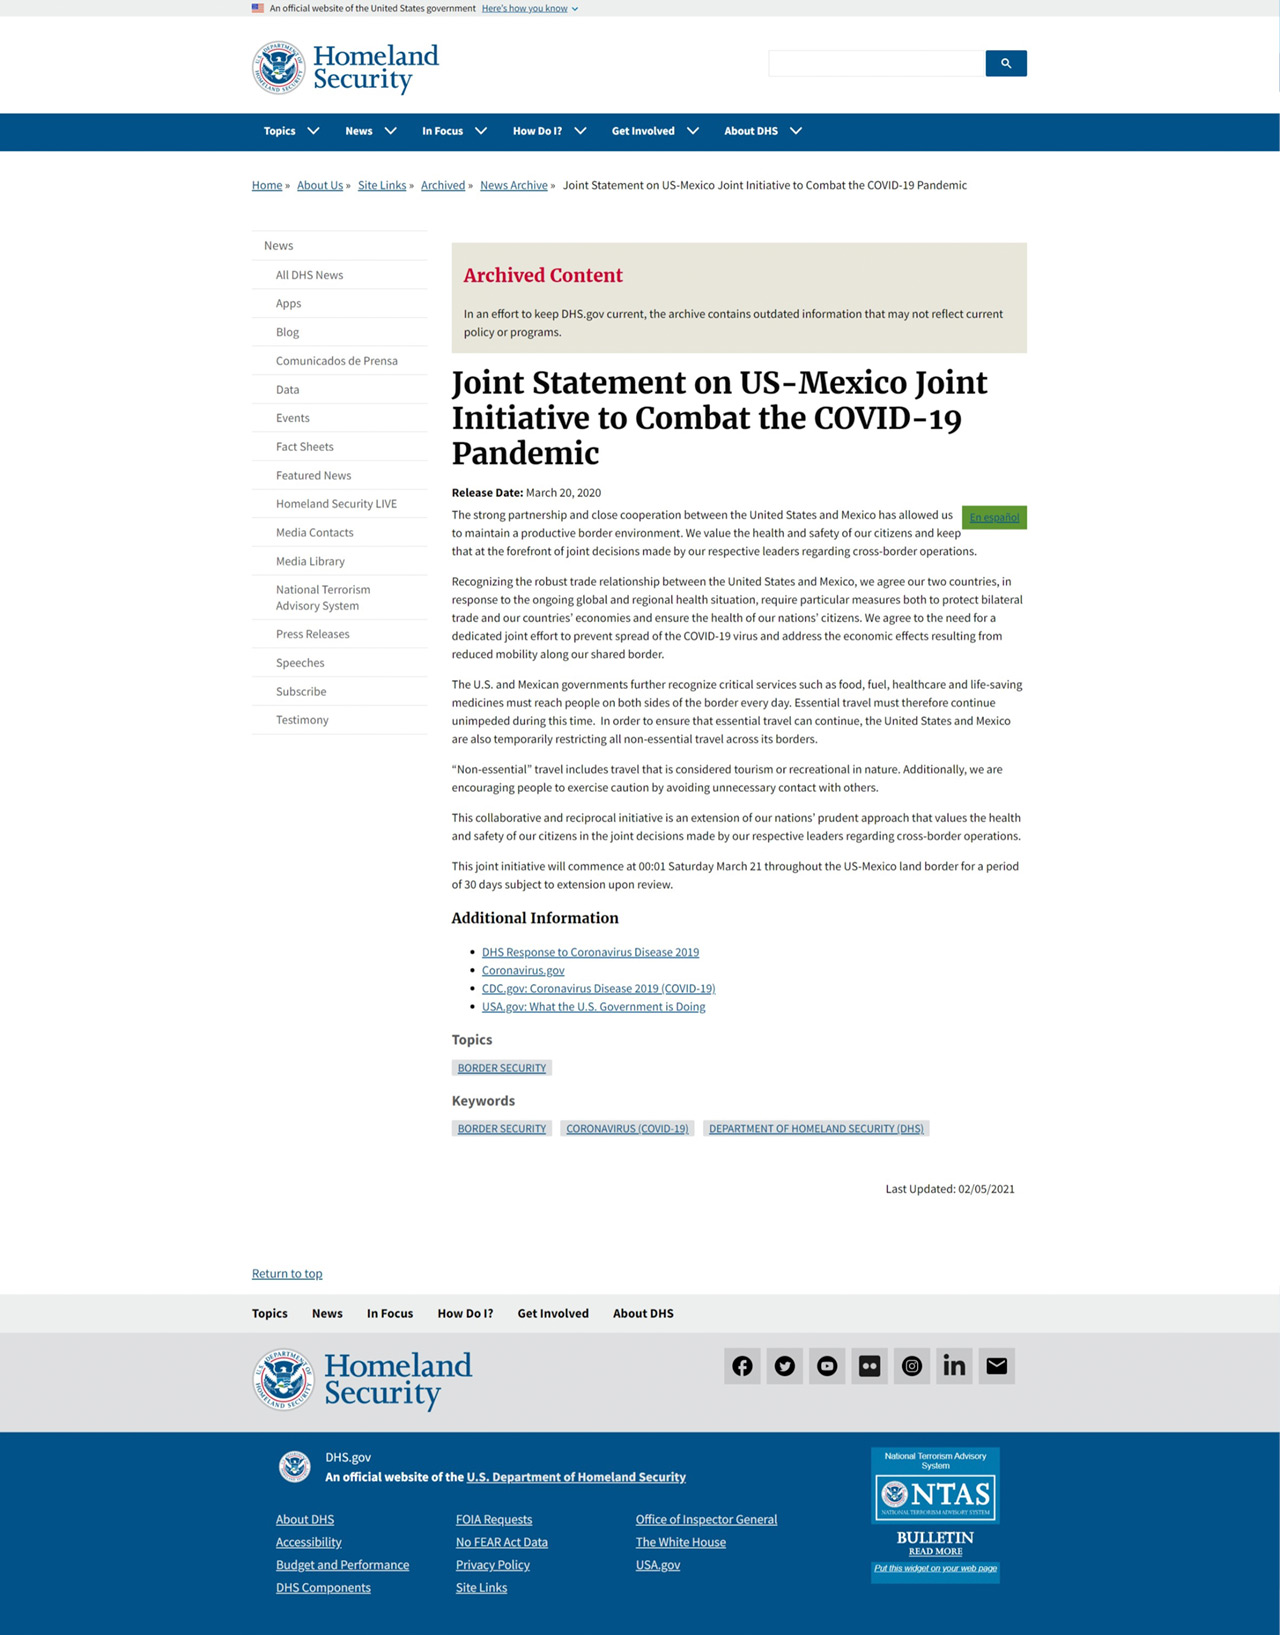 An official website of the United States government Here's how you know
U.S. DEPARTMENT OF HOMELAND SECURITY
Homeland
Security
Topics News In Focus How Do I? Get Involved About DHS
Home » About Us » Site Links » Archived » News Archive » Joint Statement on US-Mexico Joint Initiative to Combat the COVID-19 Pandemic
News
All DHS News
Apps
Blog
Comunicados de Prensa
Data
Events
Fact Sheets
Featured News
Homeland Security LIVE
Media Contacts
Media Library
National Terrorism
Advisory System
Press Releases
Speeches
Subscribe
Testimony
Archived Content
In an effort to keep DHS.gov current, the archive contains outdated information that may not reflect current
policy or programs.
Joint Statement on US-Mexico Joint
Initiative to Combat the COVID-19
Pandemic
Release Date: March 20, 2020
En español
The strong partnership and close cooperation between the United States and Mexico has allowed us
to maintain a productive border environment. We value the health and safety of our citizens and keep
that at the forefront of joint decisions made by our respective leaders regarding cross-border operations.
Recognizing the robust trade relationship between the United States and Mexico, we agree our two countries, in
response to the ongoing global and regional health situation, require particular measures both to protect bilateral
trade and our countries' economies and ensure the health of our nations' citizens. We agree to the need for a
dedicated joint effort to prevent spread of the COVID-19 virus and address the economic effects resulting from
reduced mobility along our shared border.
The U.S. and Mexican governments further recognize critical services such as food, fuel, healthcare and life-saving
medicines must reach people on both sides of the border every day. Essential travel must therefore continue
unimpeded during this time. In order to ensure that essential travel can continue, the United States and Mexico
are also temporarily restricting all non-essential travel across its borders.
“Non-essential” travel includes travel that is considered tourism or recreational in nature. Additionally, we are
encouraging people to exercise caution by avoiding unnecessary contact with others.
This collaborative and reciprocal initiative is an extension of our nations' prudent approach that values the health
and safety of our citizens in the joint decisions made by our respective leaders regarding cross-border operations.
This joint initiative will commence at 00:01 Saturday March 21 throughout the US-Mexico land border for a period
of 30 days subject to extension upon review.
Additional Information
DHS Response to Coronavirus Disease 2019
Coronavirus.gov
CDC.gov: Coronavirus Disease 2019 (COVID-19)
USA.gov: What the U.S. Government is Doing
Topics
BORDER SECURITY
Keywords
BORDER SECURITY CORONAVIRUS (COVID-19) DEPARTMENT OF HOMELAND SECURITY (DHS)
Last Updated: 02/05/2021
Return to top
Topics News In Focus How Do I? Get Involved About DHS
U.S. DEPARTMENT OF HOMELAND SECURITY
Homeland
Security
DHS.gov
An official website of the U.S. Department of Homeland Security
About DHS
Accessibility
Budget and Performance
DHS Components
FOIA Requests
No FEAR Act Data
Privacy Policy
Site Links
Office of Inspector General
The White House
USA.gov
National Terrorism Advisory
System
NTAS
NATIONAL TERRORISM ADVISORY SYSTEM
BULLETIN
READ MORE
Put this widget on your web page